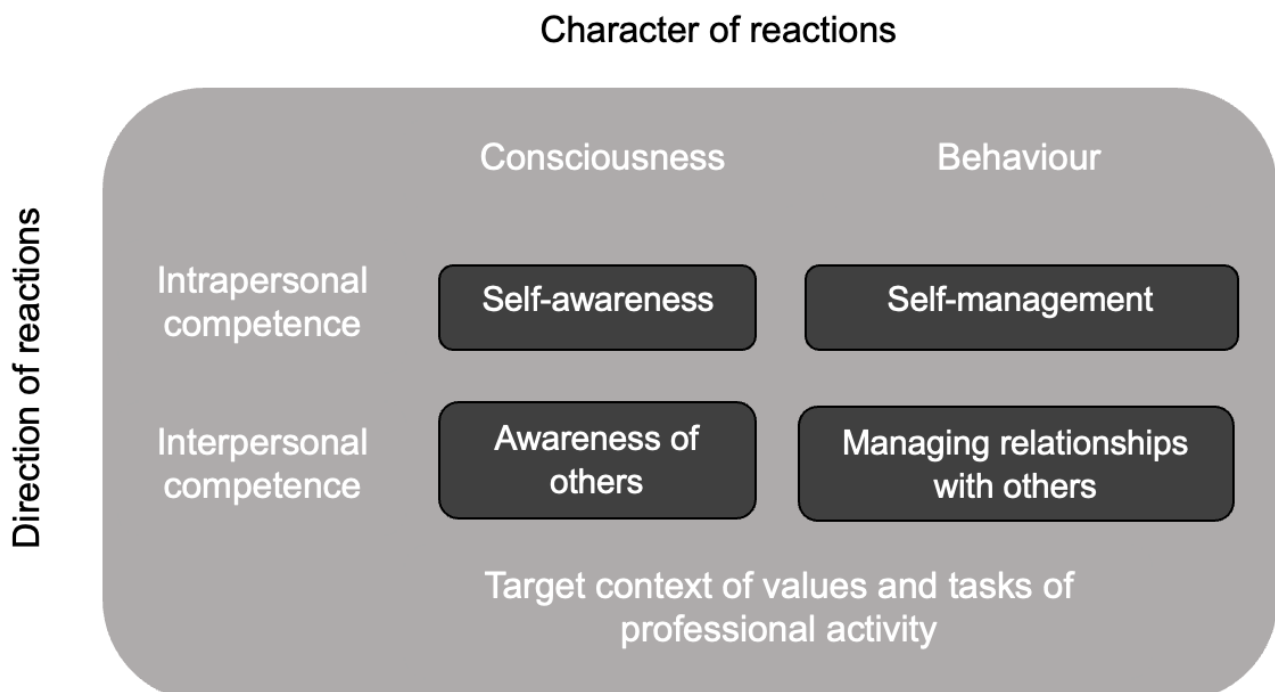 Character of reactions
Consciousness
Behaviour
Direction of reactions
Intrapersonal
competence
Self-awareness
Self-management
Interpersonal
competence
Awareness of
others
Managing relationships
with others
Target context of values and tasks of
professional activity